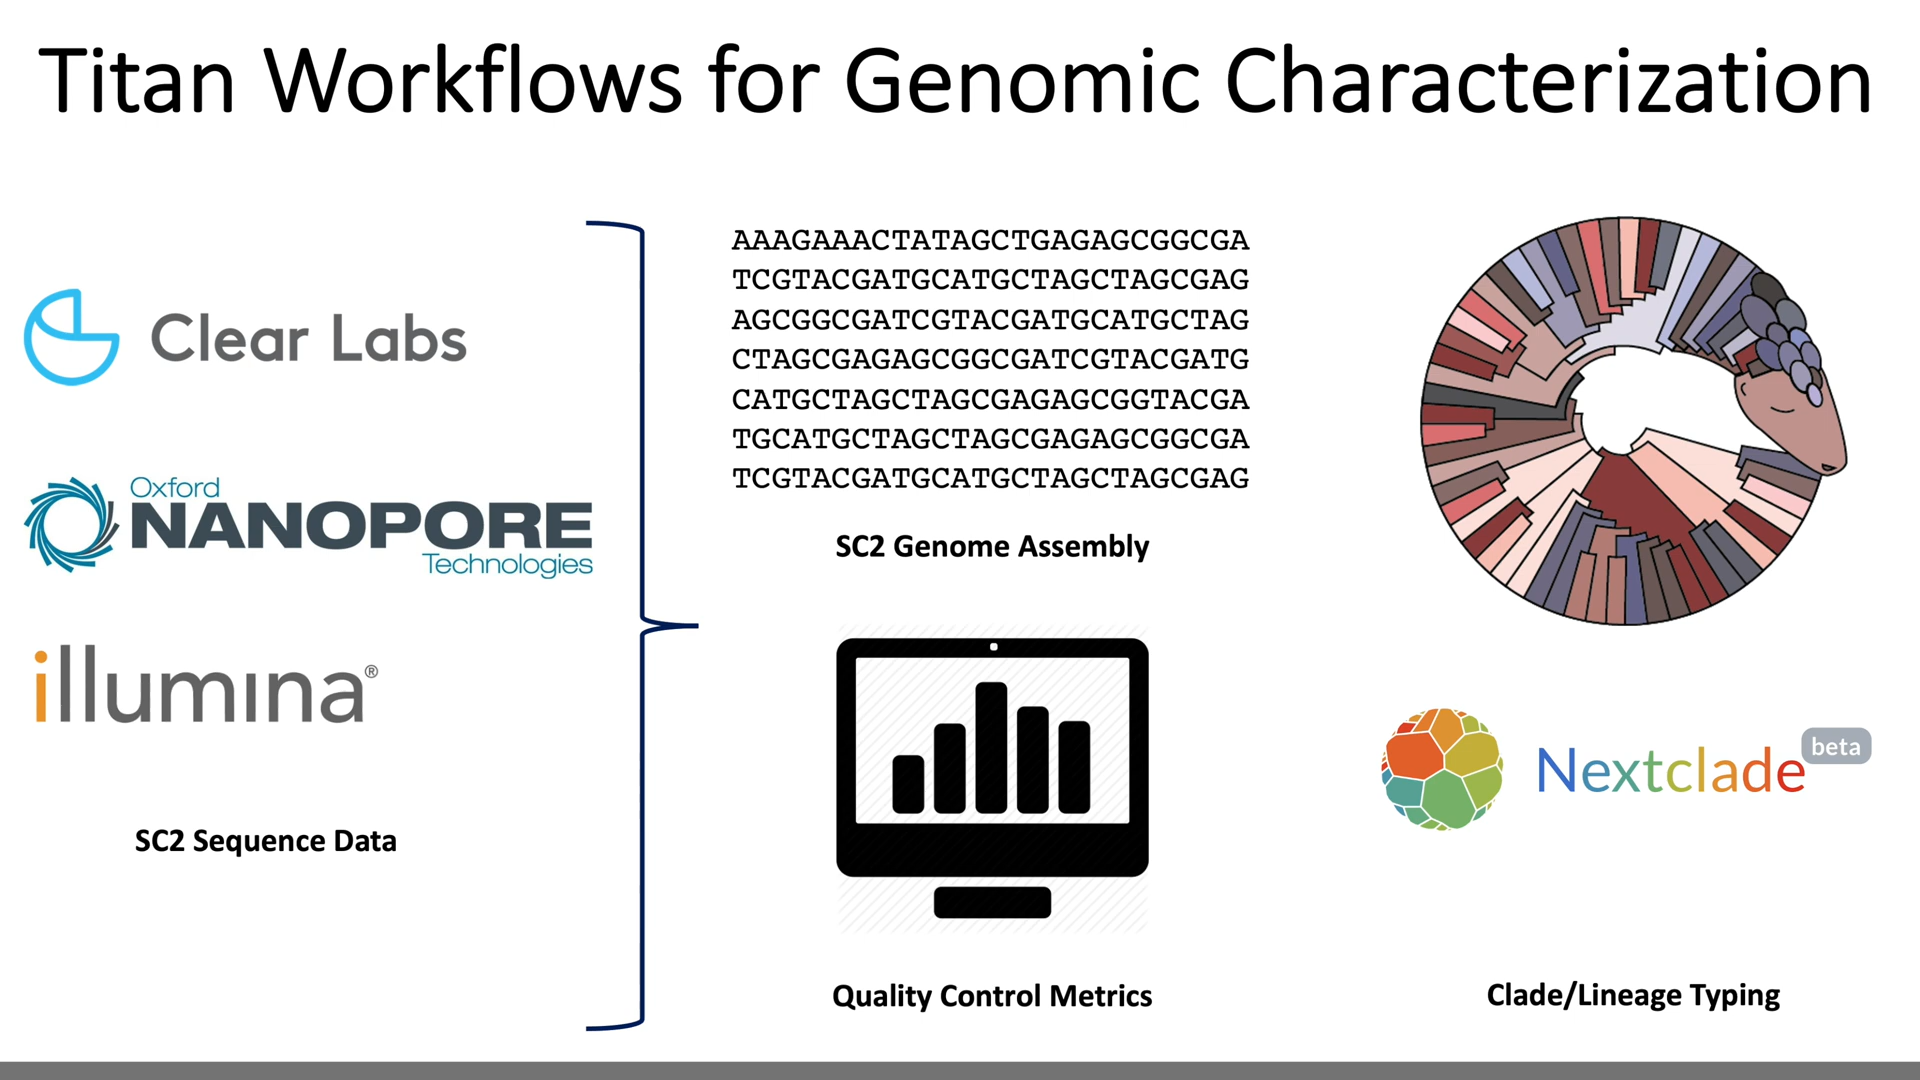 Titan Workflows for Genomic Characterization
Clear Labs
Oxford
NANOPORE
Technologies
illumina®
SC2 Sequence Data
AAAGAAACTATAGCTGAGAGCGGCGA
TCGTACGATGCATGCTAGCTAGCGAG
AGCGGCGATCGTACGATGCATGCTAG
CTAGCGAGAGCGGCGATCGTACGATG
CATGCTAGCTAGCGAGAGCGGTACGA
TGCATGCTAGCTAGCGAGAGCGGCGA
TCGTACGATGCATGCTAGCTAGCGAG
SC2 Genome Assembly
Quality Control Metrics
Nextclade beta
Clade/Lineage Typing